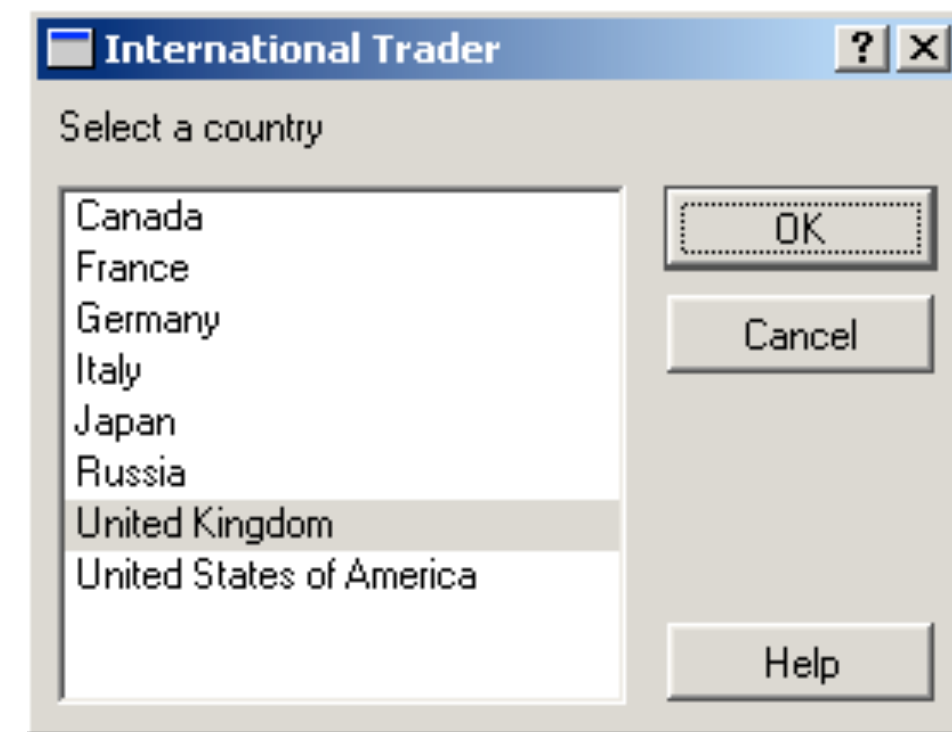 International Trader
Select a country
Canada
France
Germany
Italy
Japan
Russia
United Kingdom
United States of America
OK
Cancel
Help